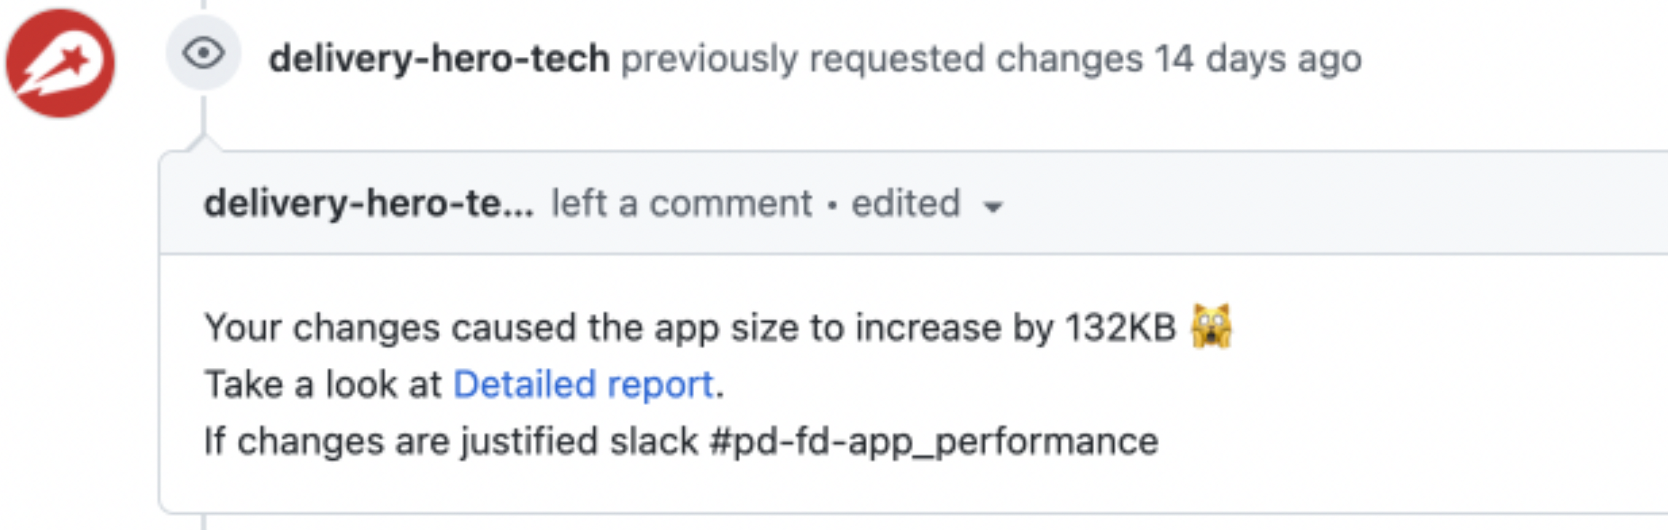 delivery-hero-tech previously requested changes 14 days ago
delivery-hero-te... left a comment • edited
Your changes caused the app size to increase by 132KB 🙀
Take a look at Detailed report.
If changes are justified slack #pd-fd-app_performance